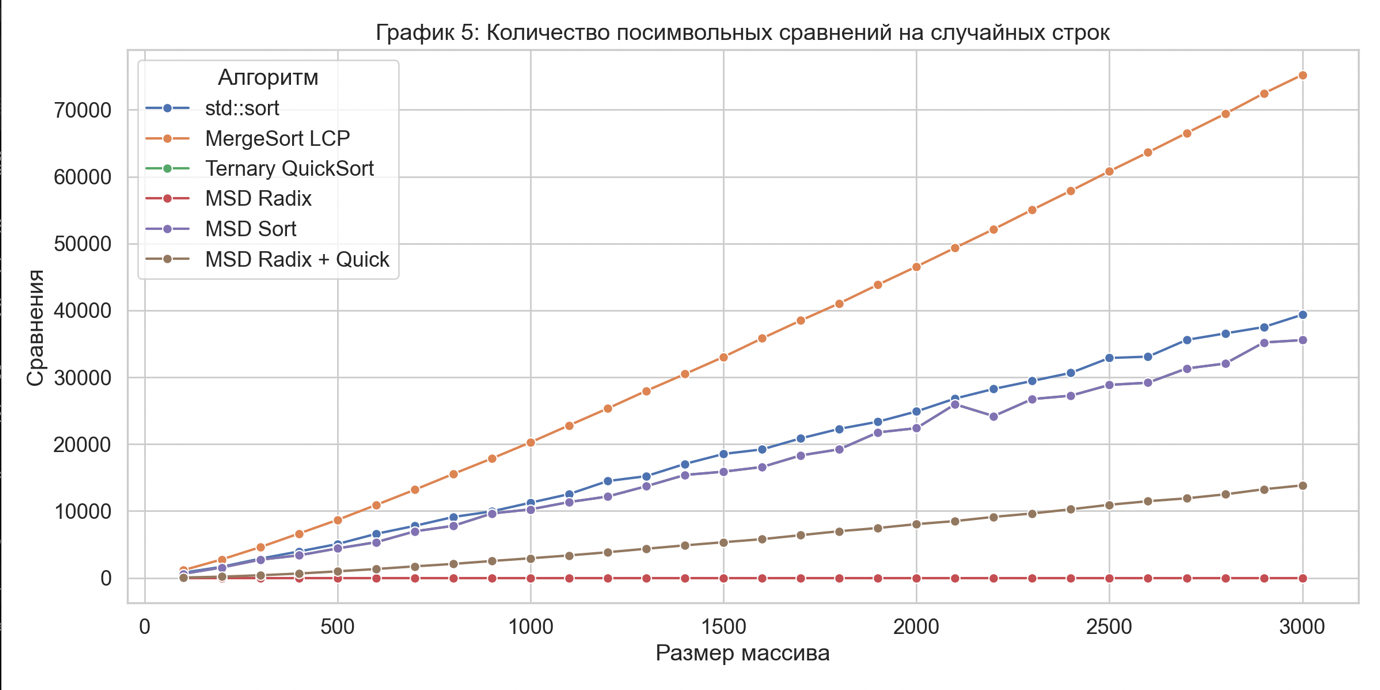 График 5: Количество посимвольных сравнений на случайных строк
Алгоритм
std::sort
MergeSort LCP
Ternary QuickSort
MSD Radix
MSD Sort
MSD Radix + Quick
70000
60000
50000
40000
30000
20000
10000
0
Сравнения
0 500 1000 1500 2000 2500 3000
Размер массива